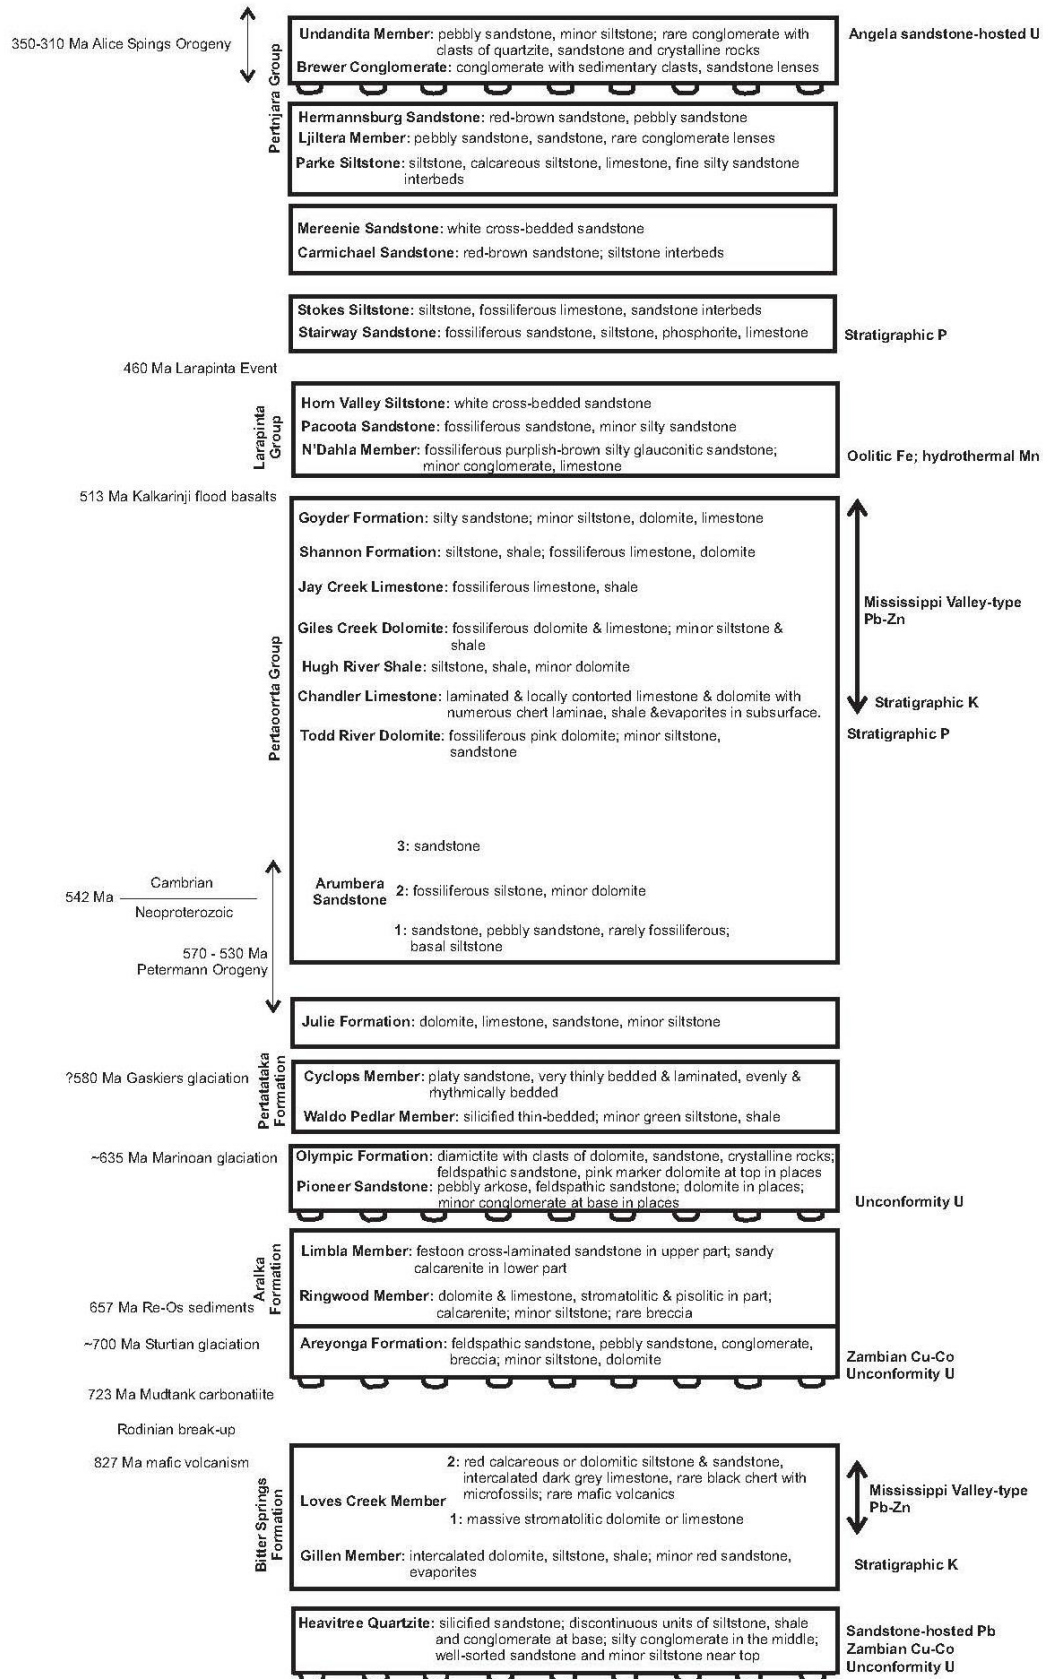 350-310 Ma Alice Spings Orogeny
Pertnjara Group
Undandita Member: pebbly sandstone, minor siltstone; rare conglomerate with
clasts of quartzite, sandstone and crystalline rocks
Brewer Conglomerate: conglomerate with sedimentary clasts, sandstone lenses
Angela sandstone-hosted U
Hermannsburg Sandstone: red-brown sandstone, pebbly sandstone
Ljiltera Member: pebbly sandstone, sandstone, rare conglomerate lenses
Parke Siltstone: siltstone, calcareous siltstone, limestone, fine silty sandstone
interbeds
Mereenie Sandstone: white cross-bedded sandstone
Carmichael Sandstone: red-brown sandstone; siltstone interbeds
Stokes Siltstone: siltstone, fossiliferous limestone, sandstone interbeds
Stairway Sandstone: fossiliferous sandstone, siltstone, phosphorite, limestone
Stratigraphic P
460 Ma Larapinta Event
Larapinta
Group
Horn Valley Siltstone: white cross-bedded sandstone
Pacoota Sandstone: fossiliferous sandstone, minor silty sandstone
N'Dahla Member: fossiliferous purplish-brown silty glauconitic sandstone;
minor conglomerate, limestone
Oolitic Fe; hydrothermal Mn
513 Ma Kalkarinji flood basalts
Pertaoorrta Group
Goyder Formation: silty sandstone; minor siltstone, dolomite, limestone
Shannon Formation: siltstone, shale; fossiliferous limestone, dolomite
Jay Creek Limestone: fossiliferous limestone, shale
Giles Creek Dolomite: fossiliferous dolomite & limestone; minor siltstone &
shale
Hugh River Shale: siltstone, shale, minor dolomite
Chandler Limestone: laminated & locally contorted limestone & dolomite with
numerous chert laminae, shale &evaporites in subsurface.
Todd River Dolomite: fossiliferous pink dolomite; minor siltstone,
sandstone
Mississippi Valley-type
Pb-Zn
Stratigraphic K
Stratigraphic P
Arumbera
Sandstone
3: sandstone
2: fossiliferous silstone, minor dolomite
1: sandstone, pebbly sandstone, rarely fossiliferous;
basal siltstone
542 Ma
Cambrian
Neoproterozoic
570 - 530 Ma
Petermann Orogeny
Julie Formation: dolomite, limestone, sandstone, minor siltstone
?580 Ma Gaskiers glaciation
Pertatataka
Formation
Cyclops Member: platy sandstone, very thinly bedded & laminated, evenly &
rhythmically bedded
Waldo Pedlar Member: silicified thin-bedded; minor green siltstone, shale
~635 Ma Marinoan glaciation
Olympic Formation: diamictite with clasts of dolomite, sandstone, crystalline rocks;
feldspathic sandstone, pink marker dolomite at top in places
Pioneer Sandstone: pebbly arkose, feldspathic sandstone; dolomite in places;
minor conglomerate at base in places
Unconformity U
Aralka
Formation
Limbla Member: festoon cross-laminated sandstone in upper part; sandy
calcarenite in lower part
Ringwood Member: dolomite & limestone, stromatolitic & pisolitic in part;
calcarenite; minor siltstone; rare breccia
657 Ma Re-Os sediments
~700 Ma Sturtian glaciation
Areyonga Formation: feldspathic sandstone, pebbly sandstone, conglomerate,
breccia; minor siltstone, dolomite
Zambian Cu-Co
Unconformity U
723 Ma Mudtank carbonatiite
Rodinian break-up
827 Ma mafic volcanism
Bitter Springs
Formation
Loves Creek Member
2: red calcareous or dolomitic siltstone & sandstone,
intercalated dark grey limestone, rare black chert with
microfossils; rare mafic volcanics
1: massive stromatolitic dolomite or limestone
Gillen Member: intercalated dolomite, siltstone, shale; minor red sandstone,
evaporites
Mississippi Valley-type
Pb-Zn
Stratigraphic K
Heavitree Quartzite: silicified sandstone; discontinuous units of siltstone, shale
and conglomerate at base; silty conglomerate in the middle;
well-sorted sandstone and minor siltstone near top
Sandstone-hosted Pb
Zambian Cu-Co
Unconformity U